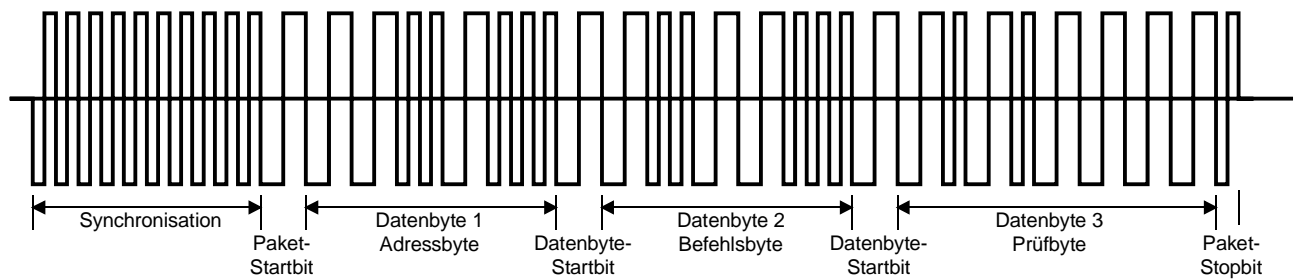 Synchronisation
Paket-
Startbit
Datenbyte 1
Adressbyte
Datenbyte-
Startbit
Datenbyte 2
Befehlsbyte
Datenbyte-
Startbit
Datenbyte 3
Prüfbyte
Paket-
Stopbit